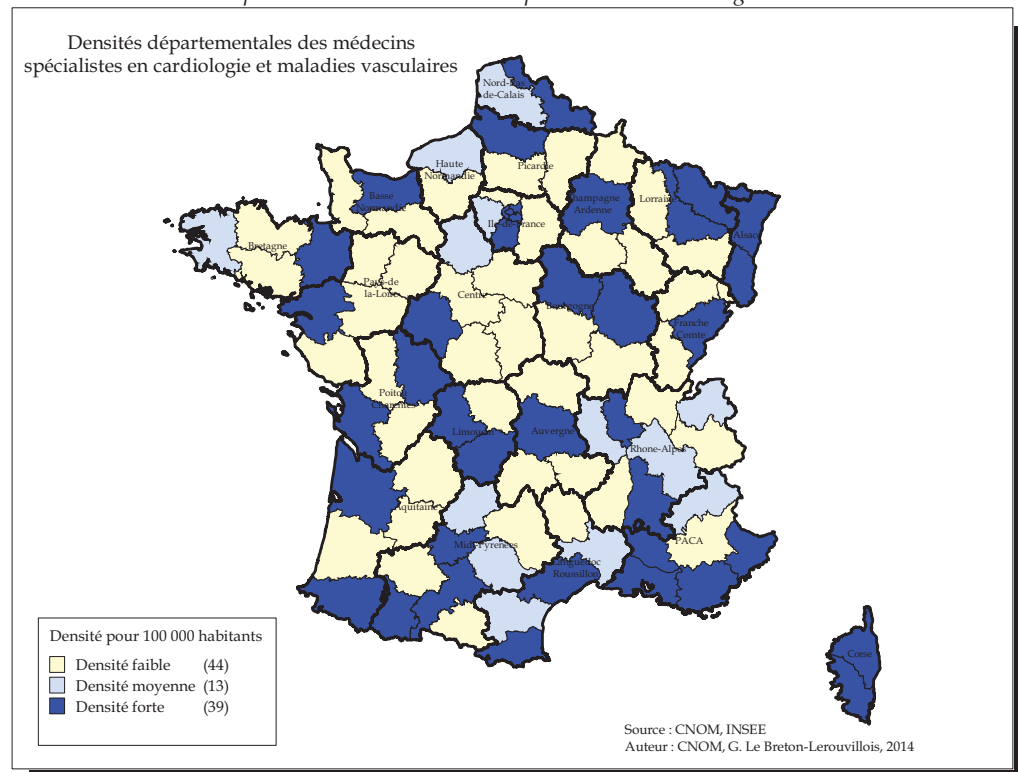 Densités départementales des médecins
spécialistes en cardiologie et maladies vasculaires
Nord-Pas
de-Calais
Picardie
Haute
Normandie
Basse
Normandie
Champagne
Ardenne
Lorraine
Ile-de-France
Alsace
Bretagne
Pays-de
la-Loire
Centre
Bourgogne
Franche
Comte
Poitou
Charentes
Limousin
Auvergne
Rhone-Alpes
Aquitaine
Midi-Pyrenees
PACA
Languedoc
Roussillon
Corse
Densité pour 100 000 habitants
Densité faible (44)
Densité moyenne (13)
Densité forte (39)
Source : CNOM, INSEE
Auteur : CNOM, G. Le Breton-Lerouvillois, 2014